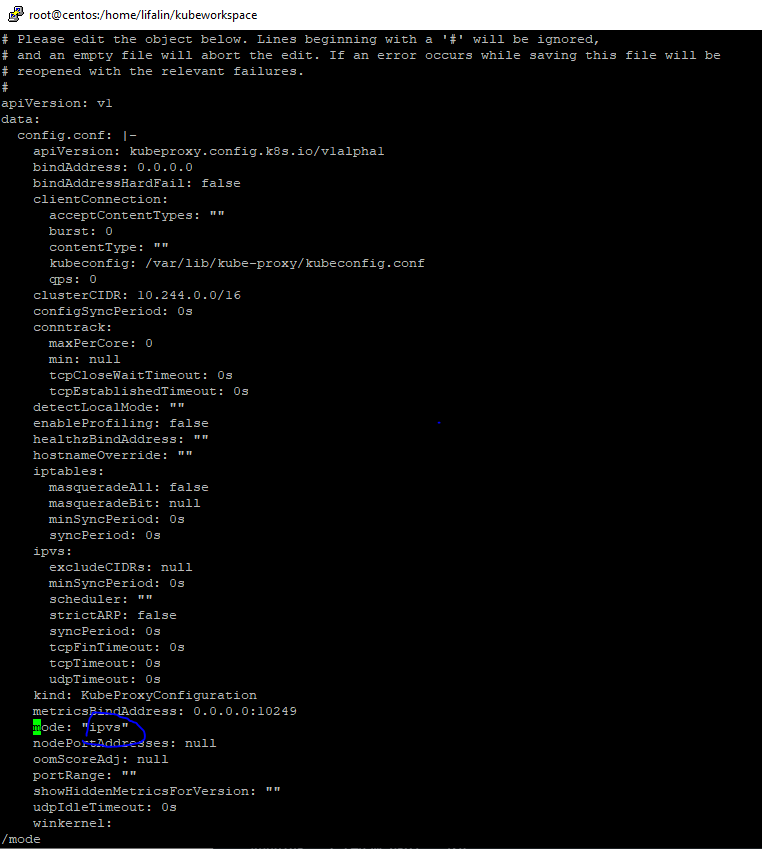 root@centos:/home/lifalin/kubeworkspace
# Please edit the object below. Lines beginning with a '#' will be ignored,
# and an empty file will abort the edit. If an error occurs while saving this file will be
# reopened with the relevant failures.
#
apiVersion: v1
data:
  config.conf: |-
    apiVersion: kubeproxy.config.k8s.io/v1alpha1
    bindAddress: 0.0.0.0
    bindAddressHardFail: false
    clientConnection:
      acceptContentTypes: ""
      burst: 0
      contentType: ""
      kubeconfig: /var/lib/kube-proxy/kubeconfig.conf
      qps: 0
    clusterCIDR: 10.244.0.0/16
    configSyncPeriod: 0s
    conntrack:
      maxPerCore: 0
      min: null
      tcpCloseWaitTimeout: 0s
      tcpEstablishedTimeout: 0s
    detectLocalMode: ""
    enableProfiling: false
    healthzBindAddress: ""
    hostnameOverride: ""
    iptables:
      masqueradeAll: false
      masqueradeBit: null
      minSyncPeriod: 0s
      syncPeriod: 0s
    ipvs:
      excludeCIDRs: null
      minSyncPeriod: 0s
      scheduler: ""
      strictARP: false
      syncPeriod: 0s
      tcpFinTimeout: 0s
      tcpTimeout: 0s
      udpTimeout: 0s
    kind: KubeProxyConfiguration
    metricsBindAddress: 0.0.0.0:10249
    mode: "ipvs"
    nodePortAddresses: null
    oomScoreAdj: null
    portRange: ""
    showHiddenMetricsForVersion: ""
    udpIdleTimeout: 0s
    winkernel:
/mode